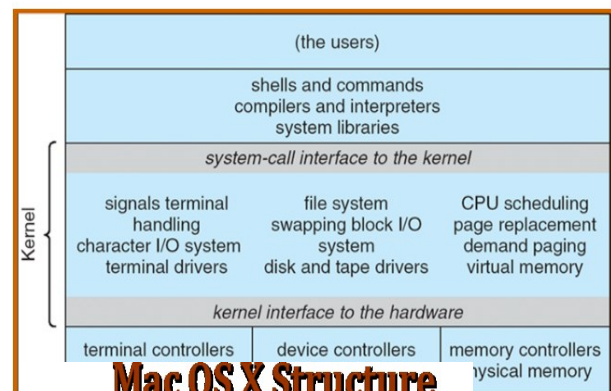 (the users)
shells and commands
compilers and interpreters
system libraries
system-call interface to the kernel
Kernel
signals terminal
handling
character I/O system
terminal drivers
file system
swapping block I/O
system
disk and tape drivers
CPU scheduling
page replacement
demand paging
virtual memory
kernel interface to the hardware
terminal controllers
device controllers
memory controllers
memory
Mac OS X Structure